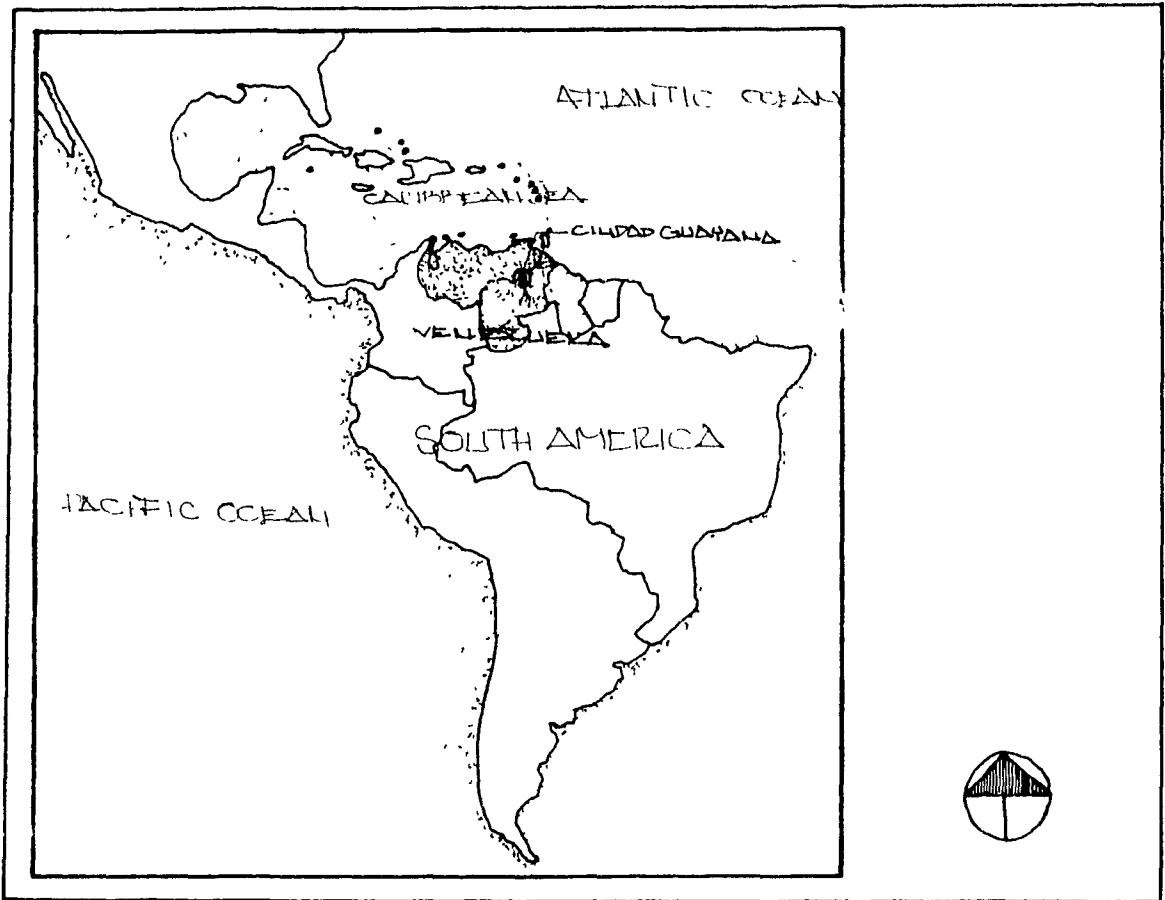 ATLANTIC OCEAN
CARIBBEAN SEA
CIUDAD GUAYANA
VENEZUELA
SOUTH AMERICA
PACIFIC OCEAN